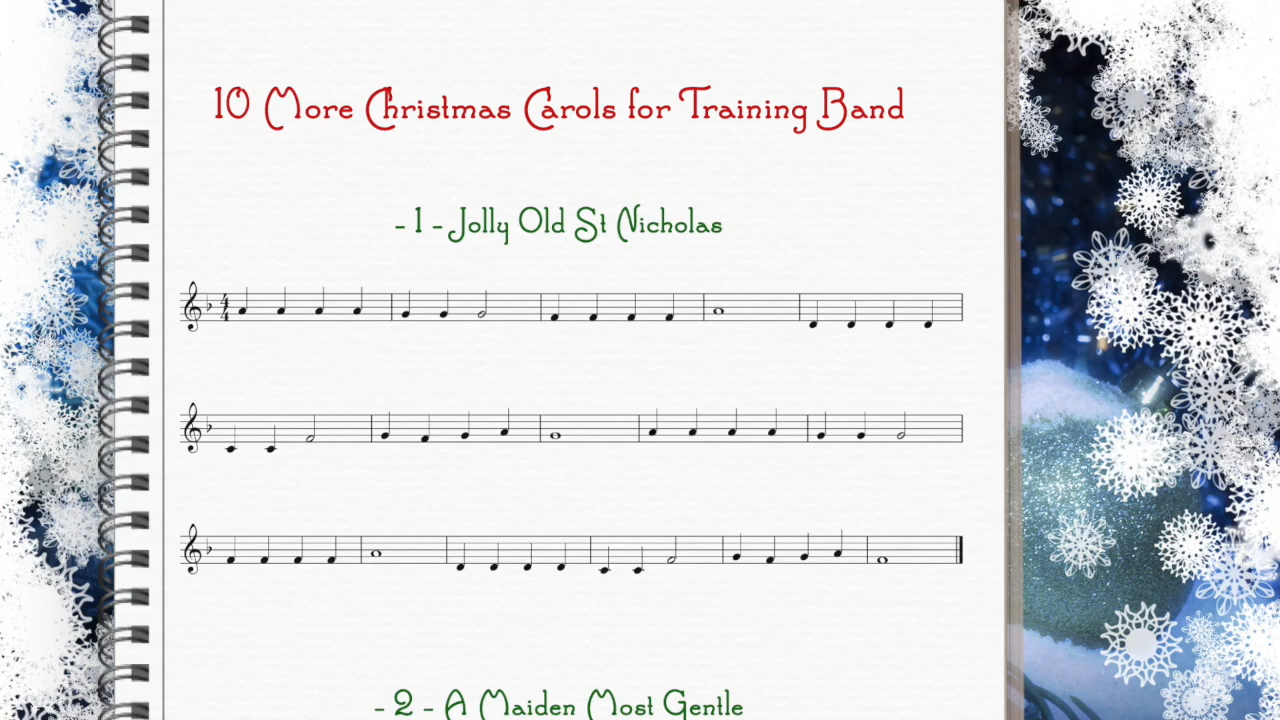 10 More Christmas Carols for Training Band
- 1 - Jolly Old St Nicholas
- 2 - A Maiden Most Gentle